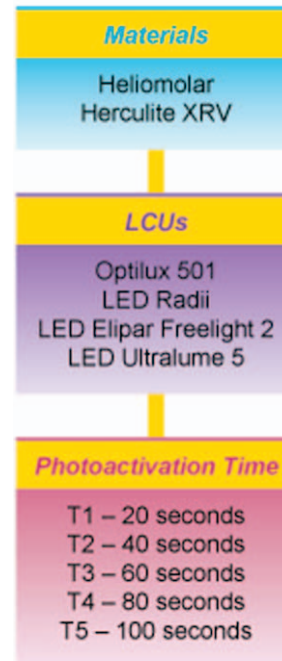 Materials
Heliomolar
Herculite XRV
LCUs
Optilux 501
LED Radii
LED Elipar Freelight 2
LED Ultralume 5
Photoactivation Time
T1 – 20 seconds
T2 – 40 seconds
T3 – 60 seconds
T4 – 80 seconds
T5 – 100 seconds